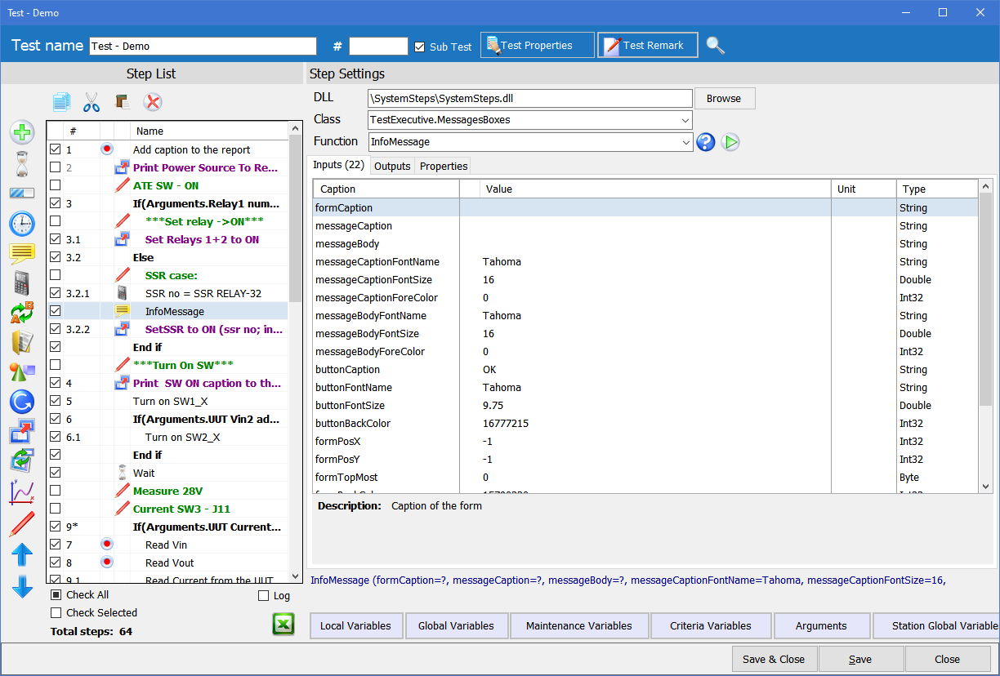 Test - Demo
Test name Test - Demo # Sub Test Test Properties Test Remark
Step List
# Name
1 Add caption to the report
2 Print Power Source To Re...
ATE SW - ON
3 If(Arguments.Relay1 num...
***Set relay ->ON***
3.1 Set Relays 1+2 to ON
3.2 Else
SSR case:
3.2.1 SSR no = SSR RELAY-32
InfoMessage
3.2.2 SetSSR to ON (ssr no; in...
End if
***Turn On SW***
4 Print SW ON caption to th...
5 Turn on SW1_X
6 If(Arguments.UUT Vin2 ad...
6.1 Turn on SW2_X
End if
Wait
Measure 28V
Current SW3 - J11
9* If(Arguments.UUT Current...
7 Read Vin
8 Read Vout
9.1 Read Current from the UUT
Check All Log
Check Selected
Total steps: 64
Step Settings
DLL \SystemSteps\SystemSteps.dll Browse
Class TestExecutive.MessagesBoxes
Function InfoMessage
Inputs (22) Outputs Properties
Caption Value Unit Type
formCaption String
messageCaption String
messageBody String
messageCaptionFontName Tahoma String
messageCaptionFontSize 16 Double
messageCaptionForeColor 0 Int32
messageBodyFontName Tahoma String
messageBodyFontSize 16 Double
messageBodyForeColor 0 Int32
buttonCaption OK String
buttonFontName Tahoma String
buttonFontSize 9.75 Double
buttonBackColor 16777215 Int32
formPosX -1 Int32
formPosY -1 Int32
formTopMost 0 Byte
Description: Caption of the form
InfoMessage (formCaption=?, messageCaption=?, messageBody=?, messageCaptionFontName=Tahoma, messageCaptionFontSize=16,
Local Variables Global Variables Maintenance Variables Criteria Variables Arguments Station Global Variable
Save & Close Save Close